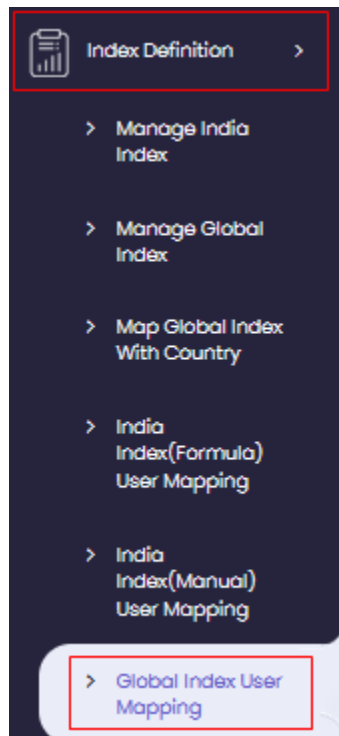 Index Definition
Manage India
Index
Manage Global
Index
Map Global Index
With Country
India
Index(Formula)
User Mapping
India
Index(Manual)
User Mapping
Global Index User
Mapping